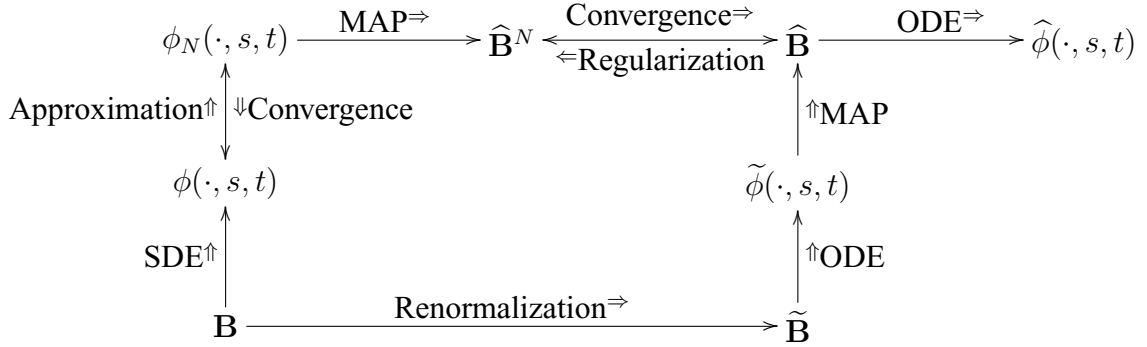 MAP⇒ Convergence⇒ ODE⇒
ϕ_N(·, s, t) B̂^N B̂ ϕ̂(·, s, t)
⇐Regularization
Approximation⇑ ⇓Convergence ⇑MAP
ϕ(·, s, t) ϕ̃(·, s, t)
SDE⇑ ⇑ODE
Renormalization⇒
B B̃